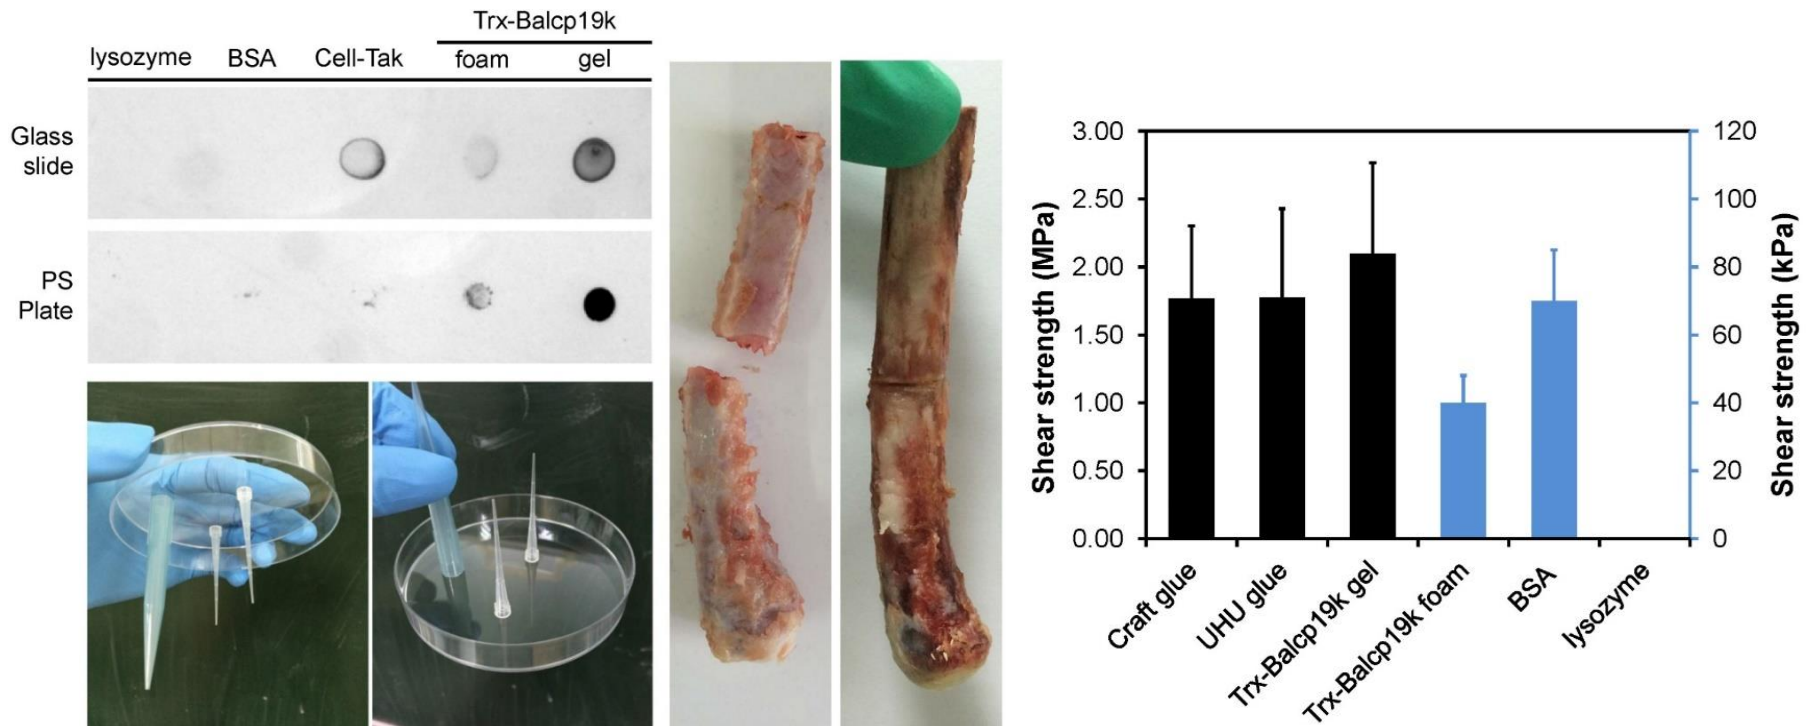 Trx-Balcp19k
lysozyme BSA Cell-Tak foam gel
Glass
slide
PS
Plate
Shear strength (MPa)
3.00
2.50
2.00
1.50
1.00
0.50
0.00
120
100
80
60
40
20
0
Shear strength (kPa)
Craft glue
UHU glue
Trx-Balcp19k gel
Trx-Balcp19k foam
BSA
lysozyme